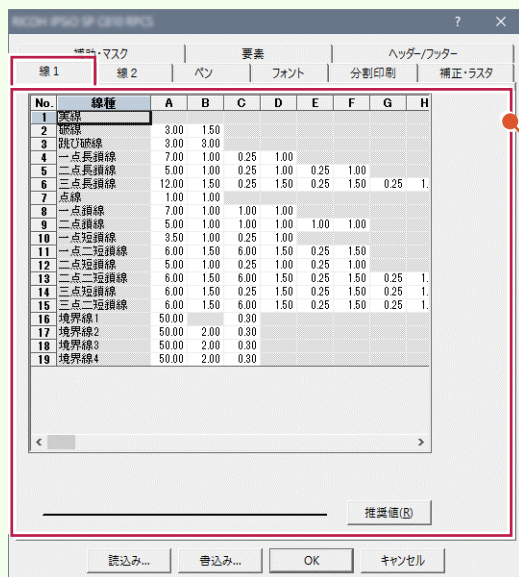 RICOH IPSiO SP C810 RPCS ? ×
補助・マスク 要素 ヘッダー/フッター
線1 線2 ペン フォント 分割印刷 補正・ラスタ
No. 線種 A B C D E F G H
1 実線
2 破線 3.00 1.50
3 跳び破線 3.00 3.00
4 一点長鎖線 7.00 1.00 0.25 1.00
5 二点長鎖線 5.00 1.00 0.25 1.00 0.25 1.00
6 三点長鎖線 12.00 1.50 0.25 1.50 0.25 1.50 0.25 1.
7 点線 1.00 1.00
8 一点鎖線 7.00 1.00 1.00 1.00
9 二点鎖線 5.00 1.00 1.00 1.00 1.00 1.00
10 一点短鎖線 3.50 1.00 0.25 1.00
11 一点二短鎖線 6.00 1.50 6.00 1.50 0.25 1.50
12 二点短鎖線 5.00 1.00 0.25 1.00 0.25 1.00
13 二点二短鎖線 6.00 1.50 6.00 1.50 0.25 1.50 0.25 1.
14 三点短鎖線 6.00 1.50 0.25 1.50 0.25 1.50 0.25 1.
15 三点二短鎖線 6.00 1.50 6.00 1.50 0.25 1.50 0.25 1.
16 境界線1 50.00 0.30
17 境界線2 50.00 2.00 0.30
18 境界線3 50.00 2.00 0.30
19 境界線4 50.00 2.00 0.30
推奨値(R)
読込み... 書込み... OK キャンセル